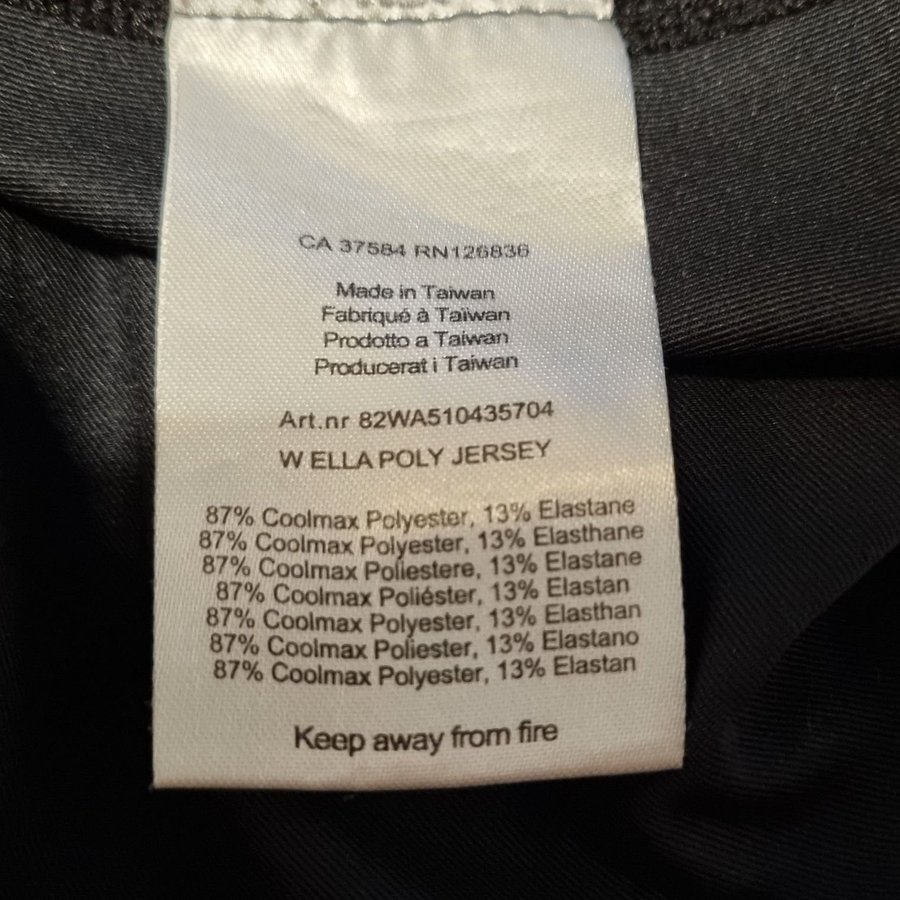 CA 37584 RN126836
Made in Taiwan
Fabriqué à Taïwan
Prodotto a Taiwan
Producerat i Taiwan
Art.nr 82WA510435704
W ELLA POLY JERSEY
87% Coolmax Polyester, 13% Elastane
87% Coolmax Polyester, 13% Elasthane
87% Coolmax Poliestere, 13% Elastane
87% Coolmax Poliéster, 13% Elastan
87% Coolmax Polyester, 13% Elasthan
87% Coolmax Poliester, 13% Elastano
87% Coolmax Polyester, 13% Elastan
Keep away from fire